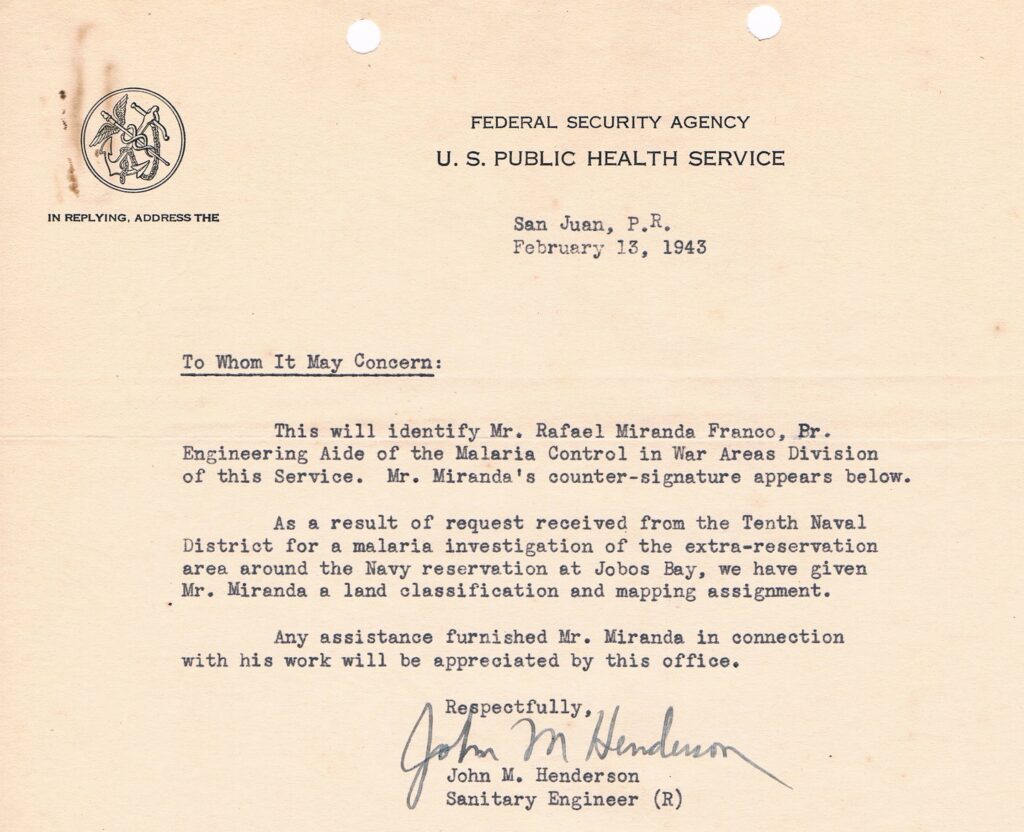 FEDERAL SECURITY AGENCY
U. S. PUBLIC HEALTH SERVICE
IN REPLYING, ADDRESS THE
San Juan, P.R.
February 13, 1943
To Whom It May Concern:
This will identify Mr. Rafael Miranda Franco, Br.
Engineering Aide of the Malaria Control in War Areas Division
of this Service. Mr. Miranda's counter-signature appears below.
As a result of request received from the Tenth Naval
District for a malaria investigation of the extra-reservation
area around the Navy reservation at Jobos Bay, we have given
Mr. Miranda a land classification and mapping assignment.
Any assistance furnished Mr. Miranda in connection
with his work will be appreciated by this office.
Respectfully,
John M Henderson
John M. Henderson
Sanitary Engineer (R)